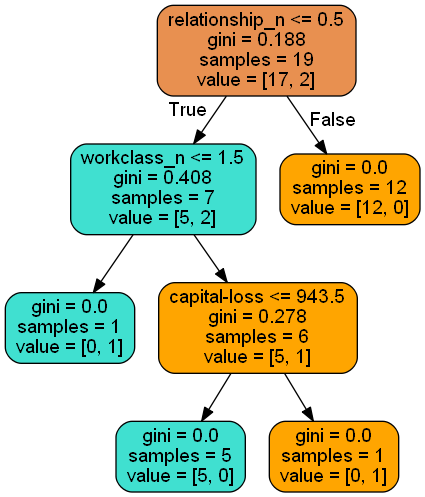 relationship_n <= 0.5
gini = 0.188
samples = 19
value = [17, 2]
True
False
workclass_n <= 1.5
gini = 0.408
samples = 7
value = [5, 2]
gini = 0.0
samples = 12
value = [12, 0]
gini = 0.0
samples = 1
value = [0, 1]
capital-loss <= 943.5
gini = 0.278
samples = 6
value = [5, 1]
gini = 0.0
samples = 5
value = [5, 0]
gini = 0.0
samples = 1
value = [0, 1]